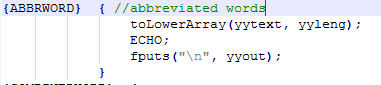 {ABBRWORD} { //abbreviated words
toLowerArray(yytext, yyleng);
ECHO;
fputs("\n", yyout);
}